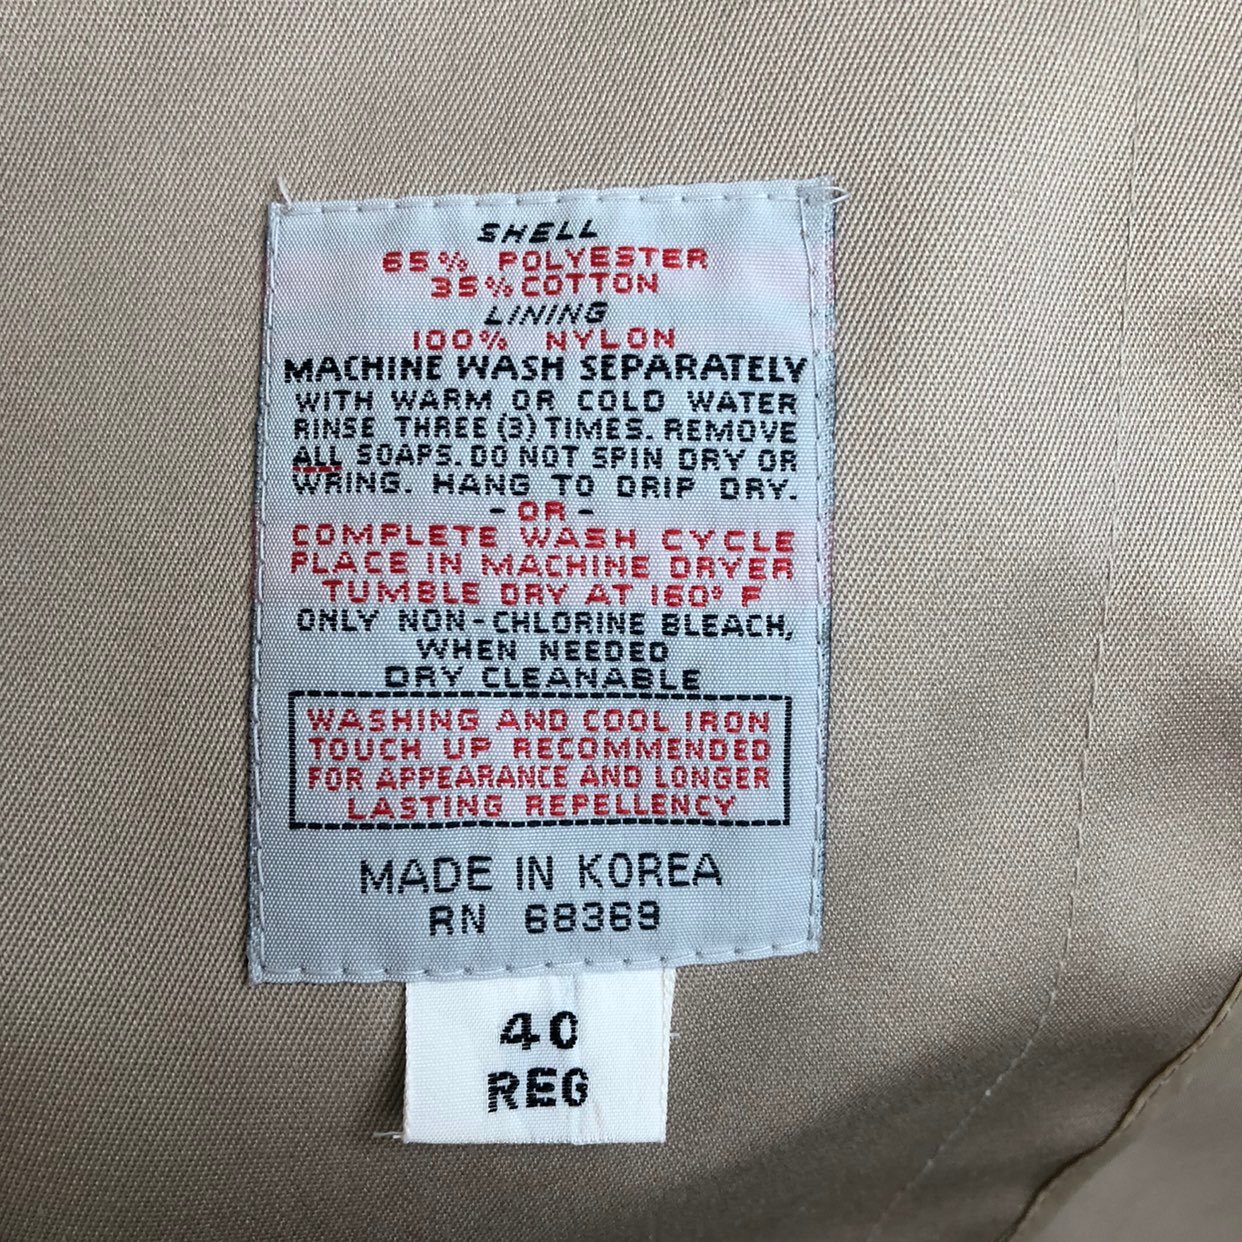 SHELL
65% POLYESTER
35% COTTON
LINING
100% NYLON
MACHINE WASH SEPARATELY
WITH WARM OR COLD WATER
RINSE THREE (3) TIMES. REMOVE
ALL SOAPS. DO NOT SPIN DRY OR
WRING. HANG TO DRIP DRY.
- OR -
COMPLETE WASH CYCLE
PLACE IN MACHINE DRYER
TUMBLE DRY AT 160° F
ONLY NON-CHLORINE BLEACH,
WHEN NEEDED
DRY CLEANABLE
WASHING AND COOL IRON
TOUCH UP RECOMMENDED
FOR APPEARANCE AND LONGER
LASTING REPELLENCY
MADE IN KOREA
RN 68369
40
REG